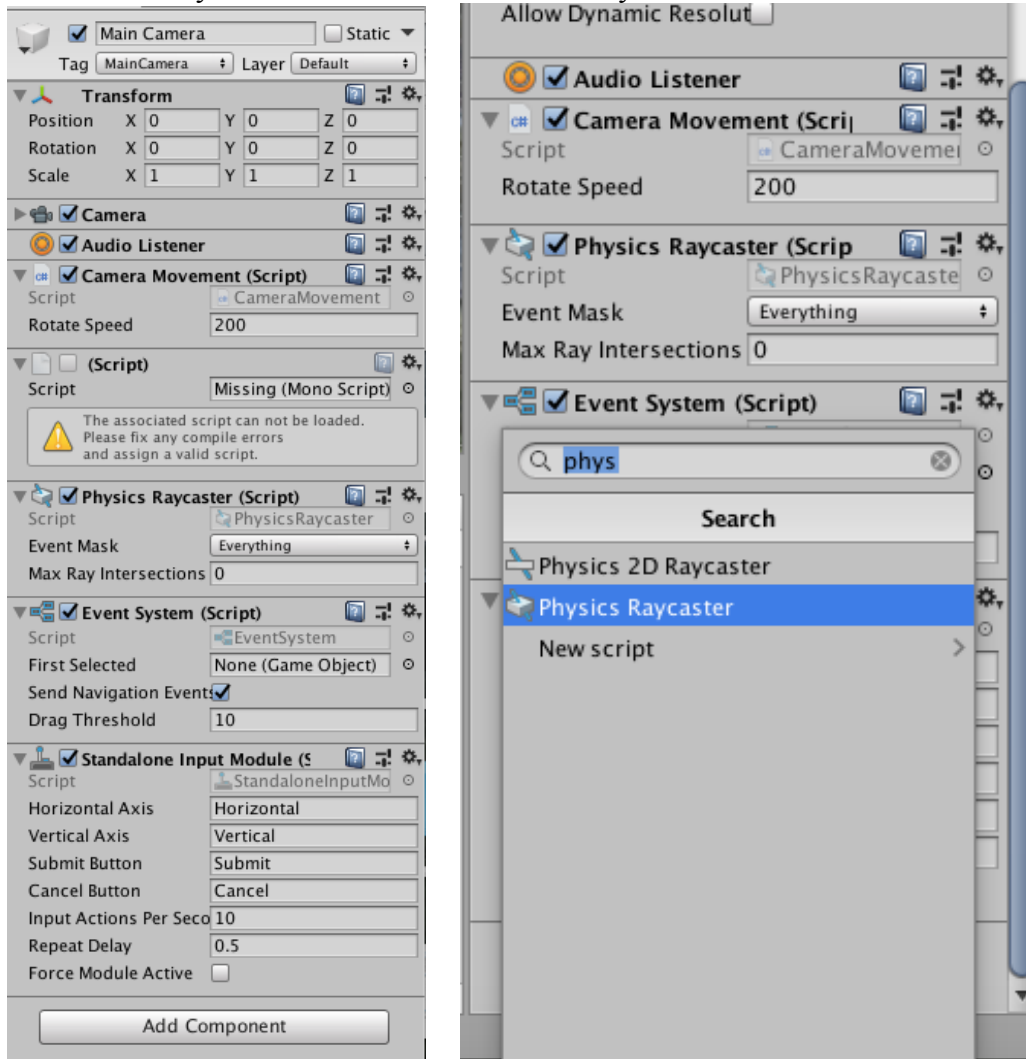 Main Camera Static
Tag MainCamera Layer Default
Transform
Position X 0 Y 0 Z 0
Rotation X 0 Y 0 Z 0
Scale X 1 Y 1 Z 1
Camera
Audio Listener
Camera Movement (Script)
Script CameraMovement
Rotate Speed 200
(Script)
Script Missing (Mono Script)
The associated script can not be loaded.
Please fix any compile errors
and assign a valid script.
Physics Raycaster (Script)
Script PhysicsRaycaster
Event Mask Everything
Max Ray Intersections 0
Event System (Script)
Script EventSystem
First Selected None (Game Object)
Send Navigation Events
Drag Threshold 10
Standalone Input Module (S
Script StandaloneInputMo
Horizontal Axis Horizontal
Vertical Axis Vertical
Submit Button Submit
Cancel Button Cancel
Input Actions Per Seco 10
Repeat Delay 0.5
Force Module Active
Add Component
Allow Dynamic Resolut
Audio Listener
Camera Movement (Scri
Script CameraMovemen
Rotate Speed 200
Physics Raycaster (Scrip
Script PhysicsRaycaste
Event Mask Everything
Max Ray Intersections 0
Event System (Script)
phys
Search
Physics 2D Raycaster
Physics Raycaster
New script